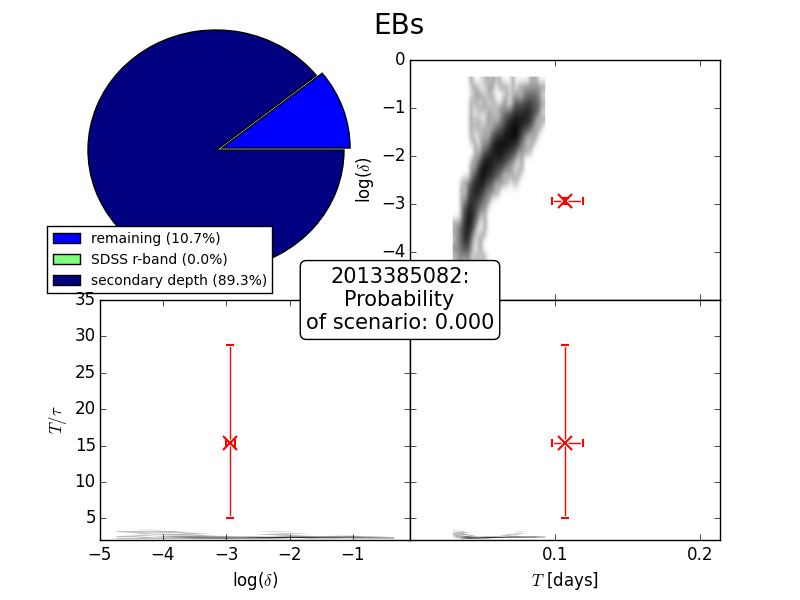 EBs
remaining (10.7%)
SDSS r-band (0.0%)
secondary depth (89.3%)
0
−1
−2
−3
−4
log(δ)
2013385082:
Probability
of scenario: 0.000
35
30
25
20
15
10
5
T/τ
−5 −4 −3 −2 −1
log(δ)
0.1 0.2
T [days]